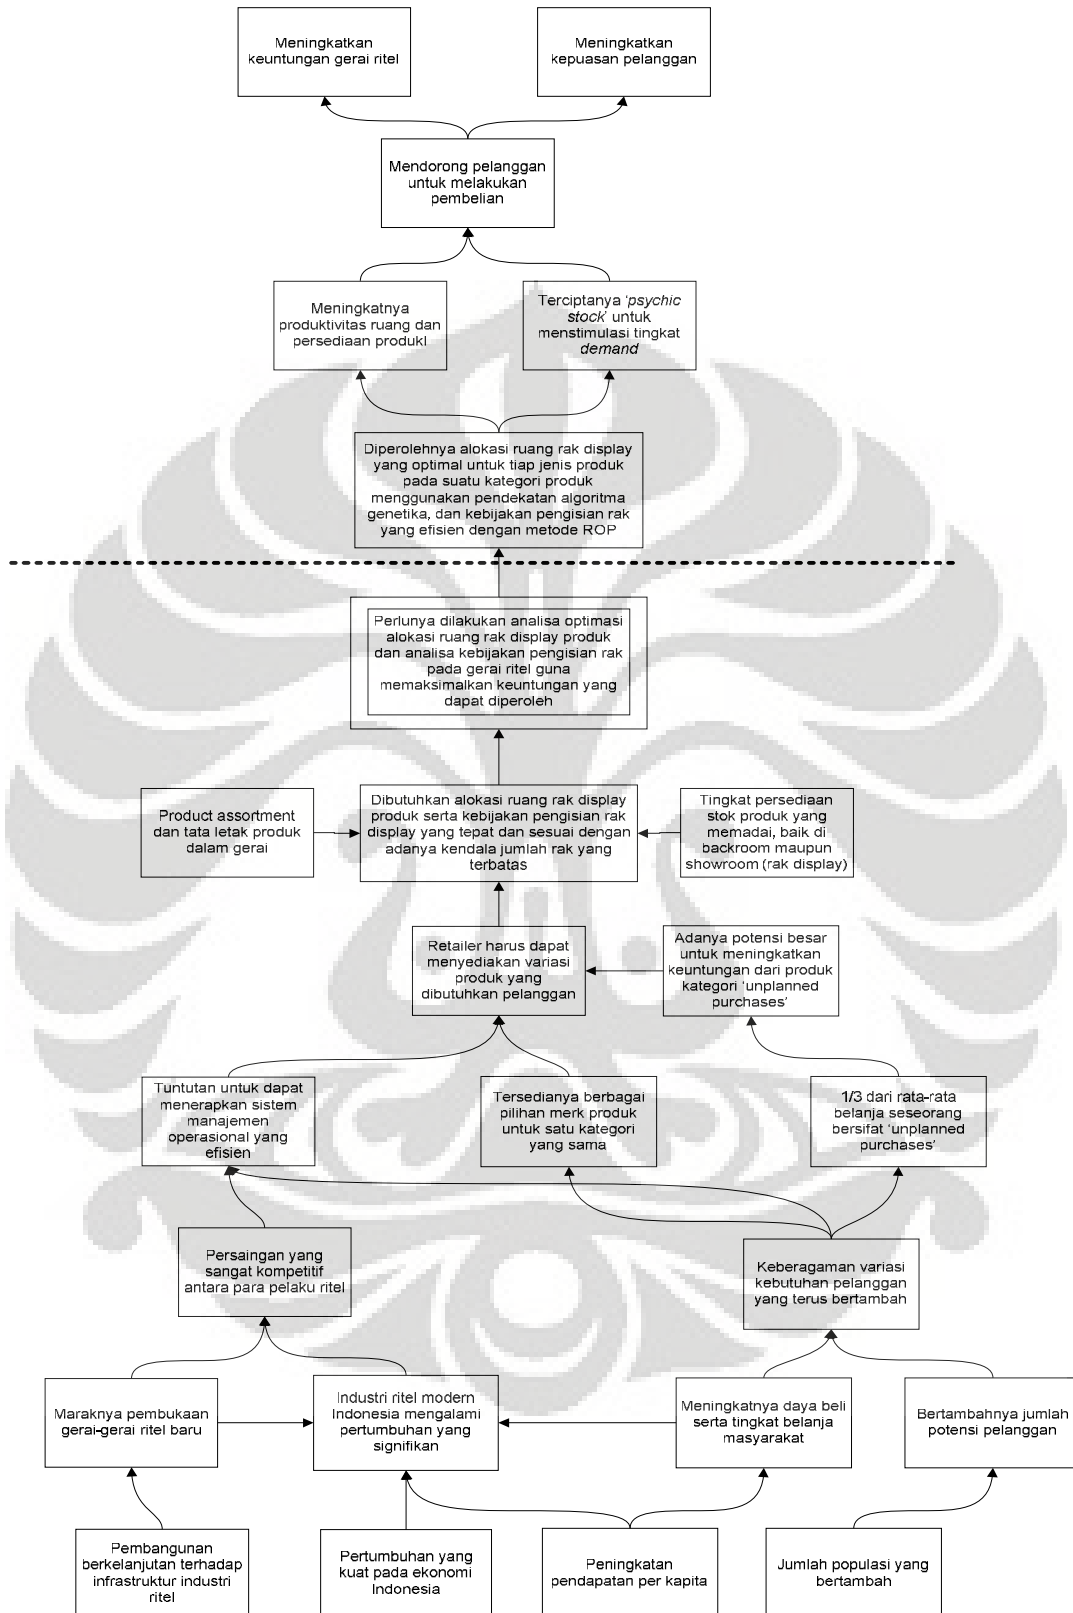 Meningkatkan
keuntungan gerai ritel
Meningkatkan
kepuasan pelanggan
Mendorong pelanggan
untuk melakukan
pembelian
Meningkatnya
produktivitas ruang dan
persediaan produkl
Terciptanya ‘psychic
stock’ untuk
menstimulasi tingkat
demand
Diperolehnya alokasi ruang rak display
yang optimal untuk tiap jenis produk
pada suatu kategori produk
menggunakan pendekatan algoritma
genetika, dan kebijakan pengisian rak
yang efisien dengan metode ROP
Perlunya dilakukan analisa optimasi
alokasi ruang rak display produk
dan analisa kebijakan pengisian rak
pada gerai ritel guna
memaksimalkan keuntungan yang
dapat diperoleh
Product assortment
dan tata letak produk
dalam gerai
Dibutuhkan alokasi ruang rak display
produk serta kebijakan pengisian rak
display yang tepat dan sesuai dengan
adanya kendala jumlah rak yang
terbatas
Tingkat persediaan
stok produk yang
memadai, baik di
backroom maupun
showroom (rak display)
Retailer harus dapat
menyediakan variasi
produk yang
dibutuhkan pelanggan
Adanya potensi besar
untuk meningkatkan
keuntungan dari produk
kategori ‘unplanned
purchases’
Tuntutan untuk dapat
menerapkan sistem
manajemen
operasional yang
efisien
Tersedianya berbagai
pilihan merk produk
untuk satu kategori
yang sama
1/3 dari rata-rata
belanja seseorang
bersifat ‘unplanned
purchases’
Persaingan yang
sangat kompetitif
antara para pelaku ritel
Keberagaman variasi
kebutuhan pelanggan
yang terus bertambah
Maraknya pembukaan
gerai-gerai ritel baru
Industri ritel modern
Indonesia mengalami
pertumbuhan yang
signifikan
Meningkatnya daya beli
serta tingkat belanja
masyarakat
Bertambahnya jumlah
potensi pelanggan
Pembangunan
berkelanjutan terhadap
infrastruktur industri
ritel
Pertumbuhan yang
kuat pada ekonomi
Indonesia
Peningkatan
pendapatan per kapita
Jumlah populasi yang
bertambah